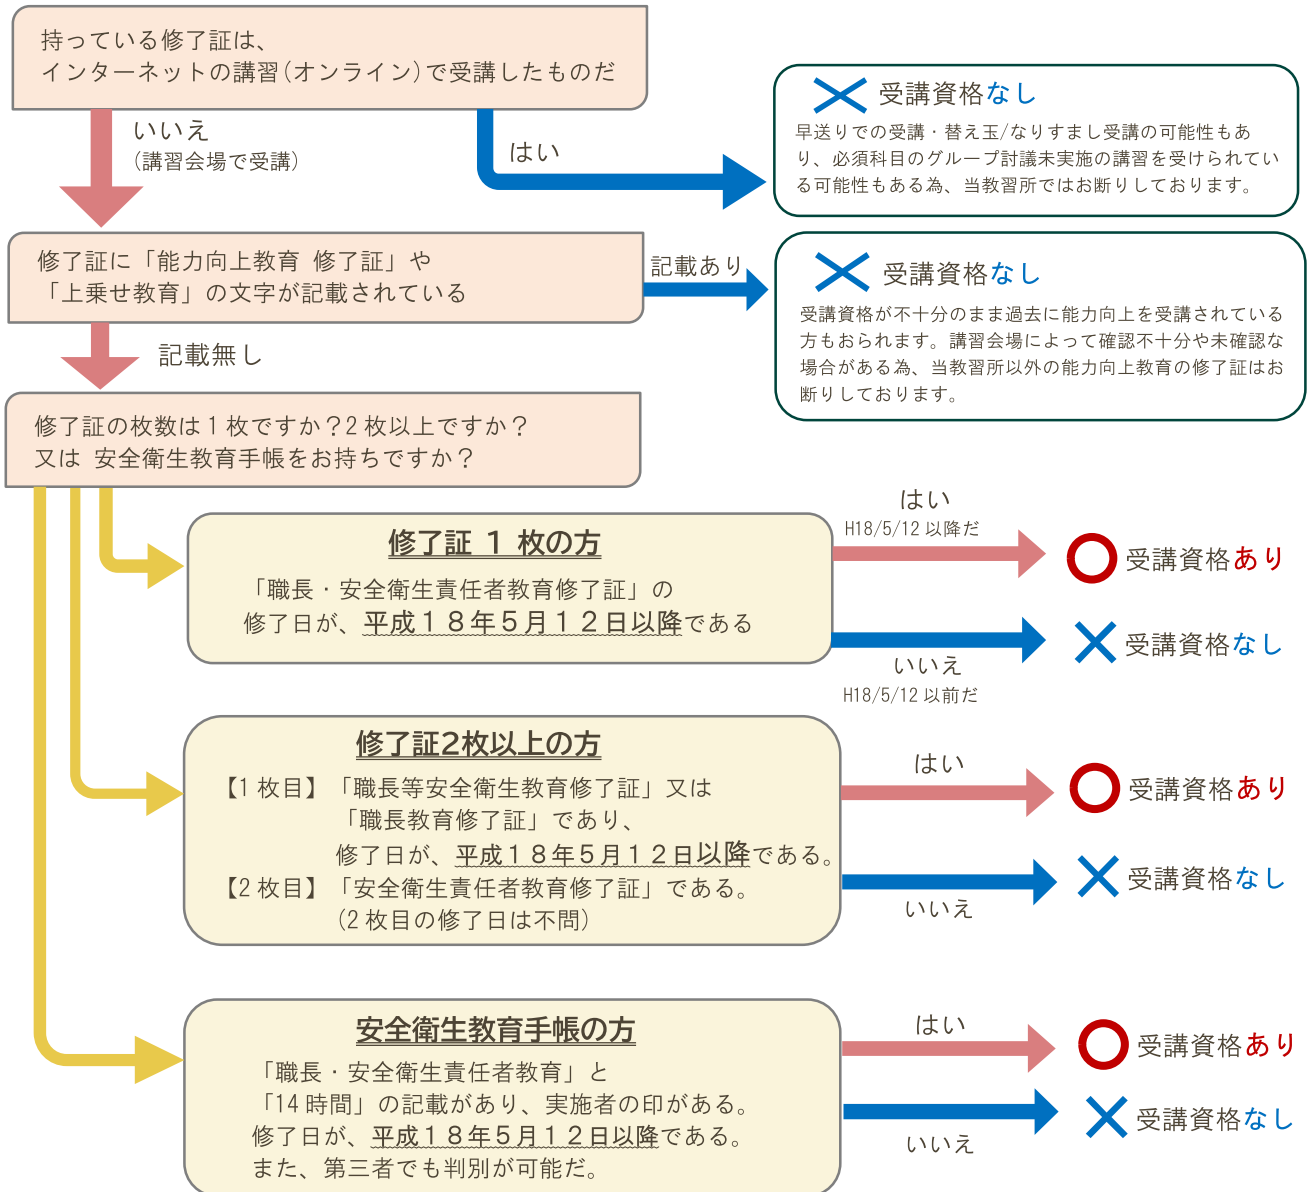 持っている修了証は、
インターネットの講習(オンライン)で受講したものだ
いいえ
(講習会場で受講)
はい
受講資格なし
早送りでの受講・替え玉/なりすまし受講の可能性もあ
り、必須科目のグループ討議未実施の講習を受けられてい
る可能性もある為、当教習所ではお断りしております。
修了証に「能力向上教育 修了証」や
「上乗せ教育」の文字が記載されている
記載あり
受講資格なし
受講資格が不十分のまま過去に能力向上を受講されている
方もおられます。講習会場によって確認不十分や未確認な
場合がある為、当教習所以外の能力向上教育の修了証はお
断りしております。
記載無し
修了証の枚数は1枚ですか?2枚以上ですか?
又は 安全衛生教育手帳をお持ちですか?
修了証 1 枚の方
「職長・安全衛生責任者教育修了証」の
修了日が、平成18年5月12日以降である
はい
H18/5/12以降だ
受講資格あり
いいえ
H18/5/12以前だ
受講資格なし
修了証2枚以上の方
【1枚目】「職長等安全衛生教育修了証」又は
「職長教育修了証」であり、
修了日が、平成18年5月12日以降である。
【2枚目】「安全衛生責任者教育修了証」である。
(2枚目の修了日は不問)
はい
受講資格あり
いいえ
受講資格なし
安全衛生教育手帳の方
「職長・安全衛生責任者教育」と
「14時間」の記載があり、実施者の印がある。
修了日が、平成18年5月12日以降である。
また、第三者でも判別が可能だ。
はい
受講資格あり
いいえ
受講資格なし